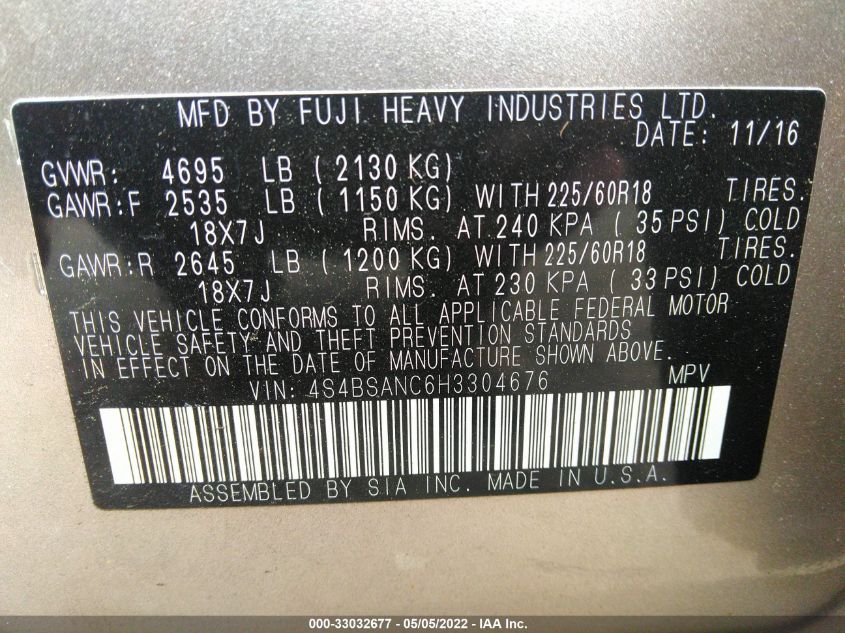 MFD BY FUJI HEAVY INDUSTRIES LTD.
DATE: 11/16
GVWR: 4695 LB ( 2130 KG)
GAWR:F 2535 LB ( 1150 KG) WITH 225/60R18 TIRES.
18X7J RIMS. AT 240 KPA ( 35 PSI) COLD
GAWR:R 2645 LB ( 1200 KG) WITH 225/60R18 TIRES.
18X7J RIMS. AT 230 KPA ( 33 PSI) COLD
THIS VEHICLE CONFORMS TO ALL APPLICABLE FEDERAL MOTOR
VEHICLE SAFETY AND THEFT PREVENTION STANDARDS
IN EFFECT ON THE DATE OF MANUFACTURE SHOWN ABOVE.
VIN: 4S4BSANC6H3304676 MPV
ASSEMBLED BY SIA INC. MADE IN U.S.A.
000-33032677 - 05/05/2022 - IAA Inc.